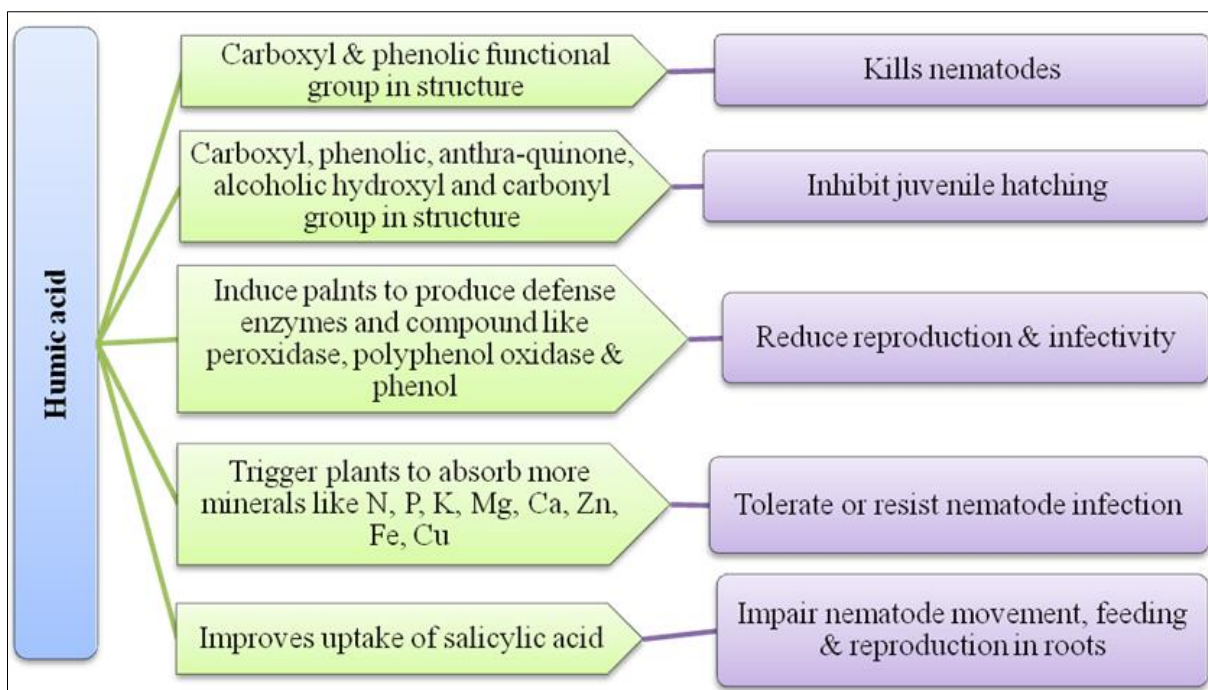 Humic acid
Carboxyl & phenolic functional
group in structure
Kills nematodes
Carboxyl, phenolic, anthra-quinone,
alcoholic hydroxyl and carbonyl
group in structure
Inhibit juvenile hatching
Induce palnts to produce defense
enzymes and compound like
peroxidase, polyphenol oxidase &
phenol
Reduce reproduction & infectivity
Trigger plants to absorb more
minerals like N, P, K, Mg, Ca, Zn,
Fe, Cu
Tolerate or resist nematode infection
Improves uptake of salicylic acid
Impair nematode movement, feeding
& reproduction in roots